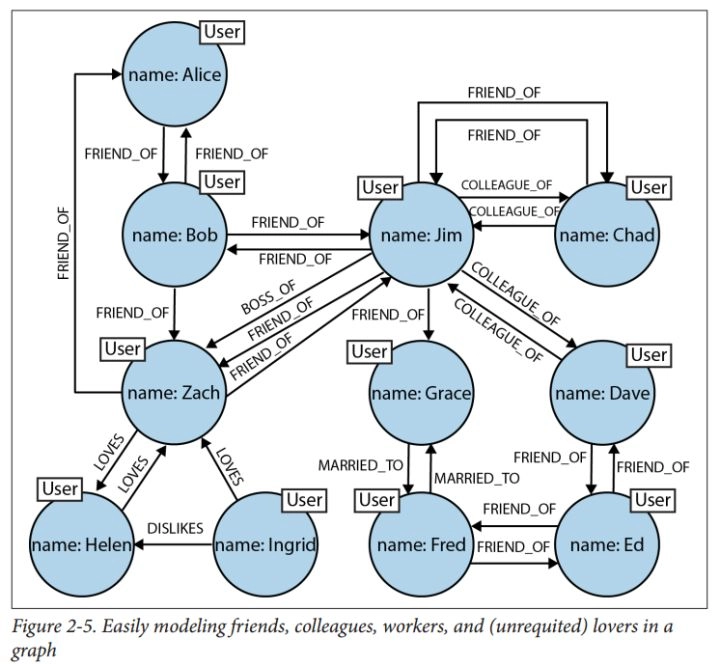 User
name: Alice
FRIEND_OF
FRIEND_OF
FRIEND_OF
FRIEND_OF
User
User
User
COLLEAGUE_OF
COLLEAGUE_OF
FRIEND_OF
name: Bob
FRIEND_OF
FRIEND_OF
name: Jim
name: Chad
FRIEND_OF
BOSS_OF
FRIEND_OF
FRIEND_OF
FRIEND_OF
COLLEAGUE_OF
COLLEAGUE_OF
User
User
User
name: Zach
name: Grace
name: Dave
LOVES
LOVES
LOVES
MARRIED_TO
MARRIED_TO
FRIEND_OF
FRIEND_OF
User
User
User
User
DISLIKES
FRIEND_OF
name: Helen
name: Ingrid
name: Fred
FRIEND_OF
name: Ed
Figure 2-5. Easily modeling friends, colleagues, workers, and (unrequited) lovers in a
graph